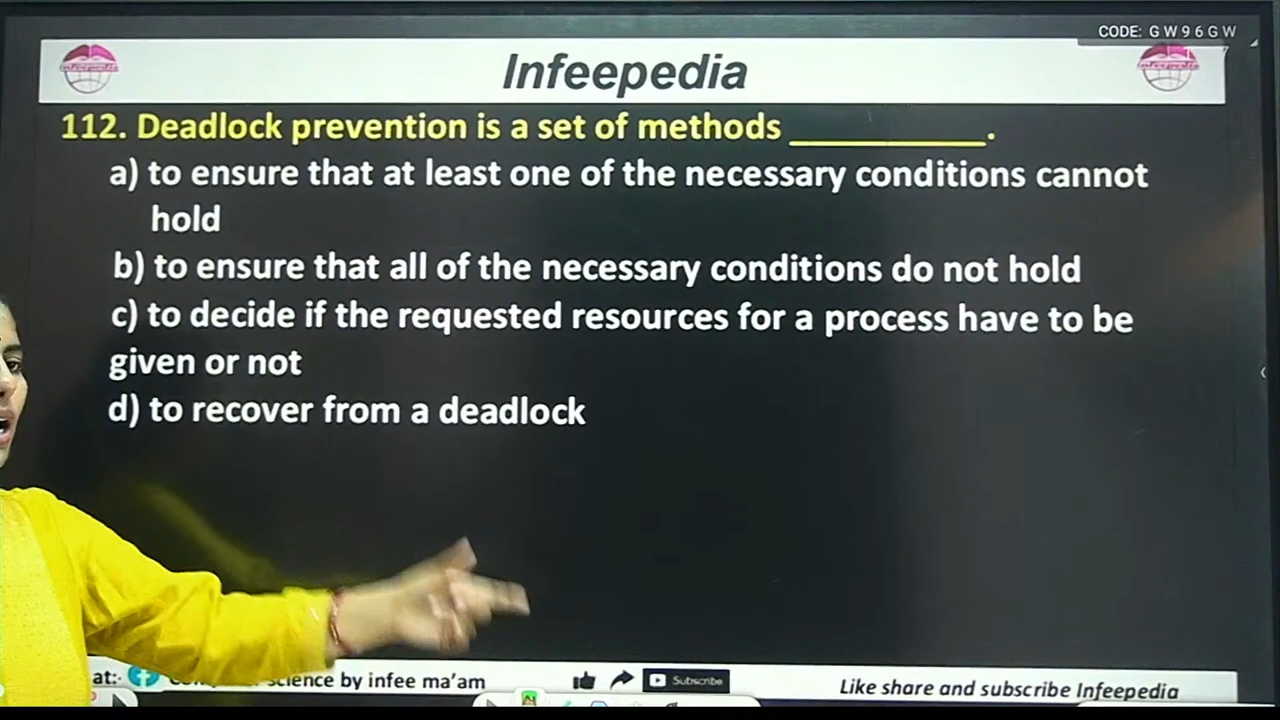 CODE: G W 9 6 G W
Infeepedia
112. Deadlock prevention is a set of methods __________.
a) to ensure that at least one of the necessary conditions cannot
hold
b) to ensure that all of the necessary conditions do not hold
c) to decide if the requested resources for a process have to be
given or not
d) to recover from a deadlock
at:- science by infee ma'am
Subscribe
Like share and subscribe Infeepedia